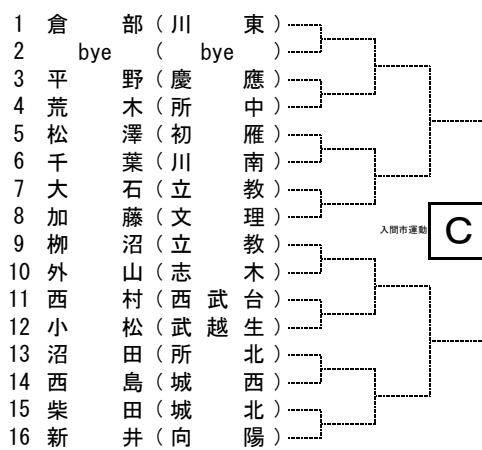 1 倉 部 ( 川 東 )
2 bye ( bye )
3 平 野 ( 慶 應 )
4 荒 木 ( 所 中 )
5 松 澤 ( 初 雁 )
6 千 葉 ( 川 南 )
7 大 石 ( 立 教 )
8 加 藤 ( 文 理 )
入間市運動 C
9 栁 沼 ( 立 教 )
10 外 山 ( 志 木 )
11 西 村 ( 西 武 台 )
12 小 松 ( 武 越 生 )
13 沼 田 ( 所 北 )
14 西 島 ( 城 西 )
15 柴 田 ( 城 北 )
16 新 井 ( 向 陽 )